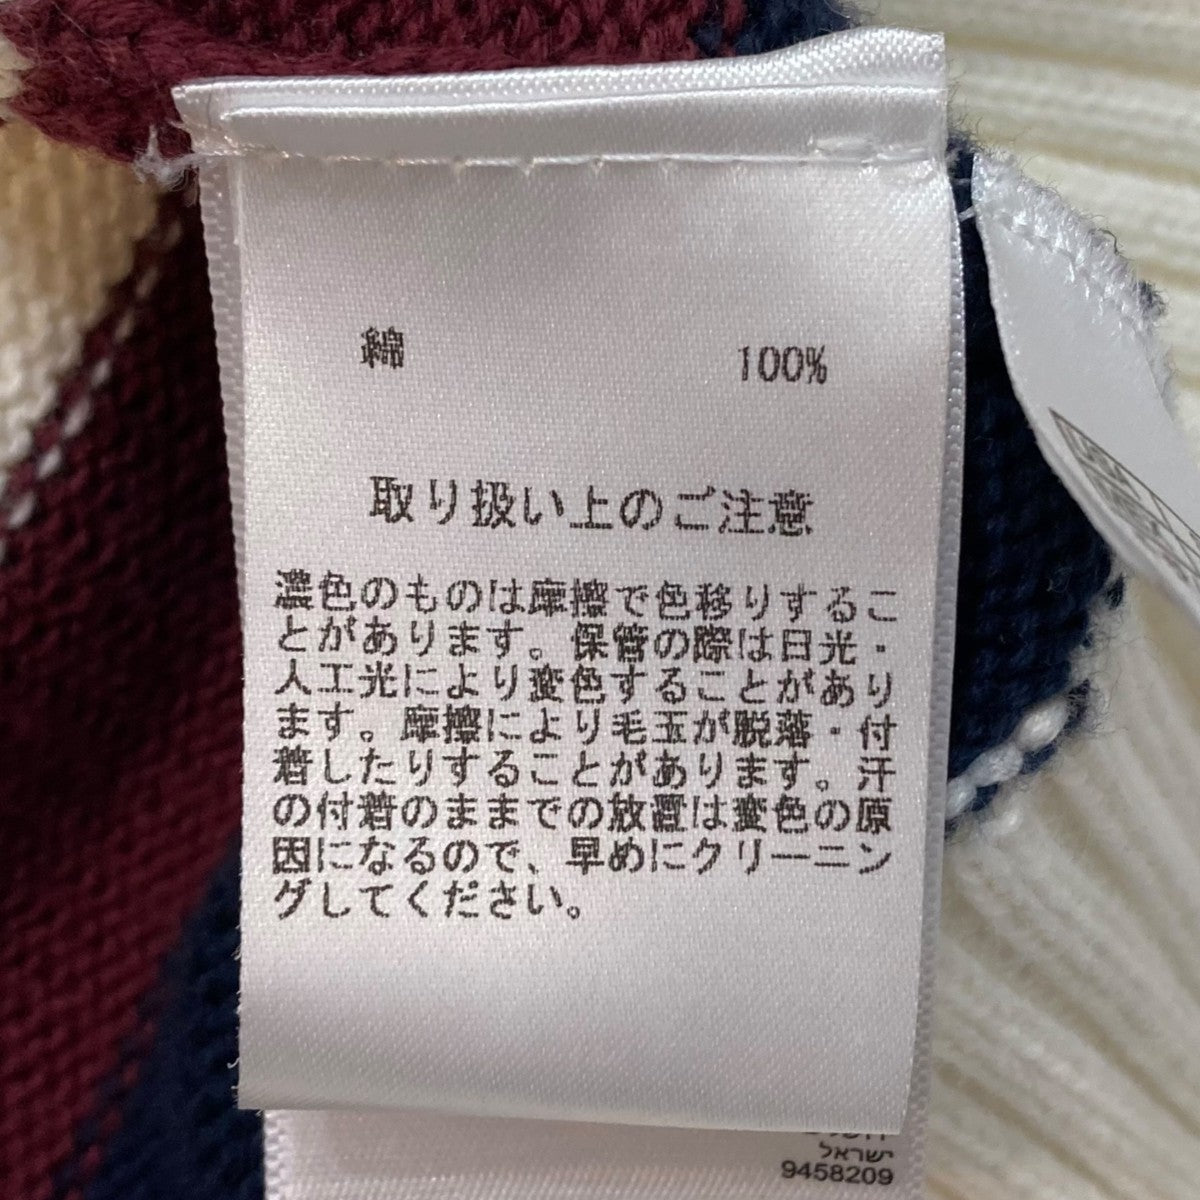 綿 100%
取り扱い上のご注意
濃色のものは摩擦で色移りするこ
とがあります。保管の際は日光・
人工光により変色することがあり
ます。摩擦により毛玉が脱落・付
着したりすることがあります。汗
の付着のままでの放置は変色の原
因になるので、早めにクリーニン
グしてください。
ישראל
9458209